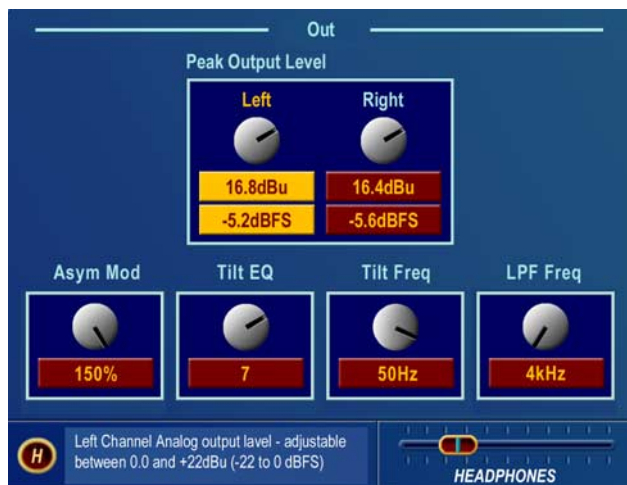 Out
Peak Output Level
Left Right
16.8dBu 16.4dBu
-5.2dBFS -5.6dBFS
Asym Mod Tilt EQ Tilt Freq LPF Freq
150% 7 50Hz 4kHz
H
Left Channel Analog output level - adjustable
between 0.0 and +22dBu (-22 to 0 dBFS)
HEADPHONES